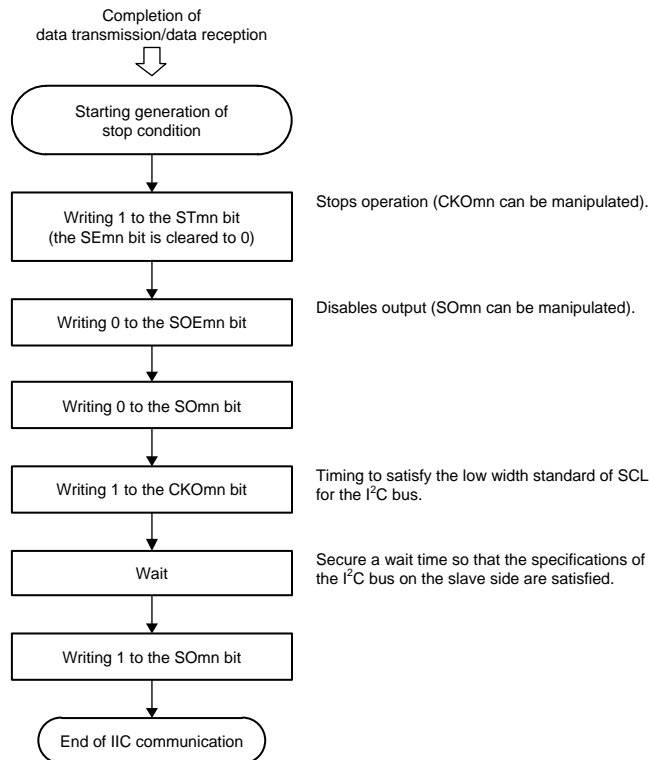 Completion of
data transmission/data reception
Starting generation of
stop condition
Writing 1 to the STmn bit
(the SEmn bit is cleared to 0)
Stops operation (CKOmn can be manipulated).
Writing 0 to the SOEmn bit
Disables output (SOmn can be manipulated).
Writing 0 to the SOmn bit
Writing 1 to the CKOmn bit
Timing to satisfy the low width standard of SCL
for the I²C bus.
Wait
Secure a wait time so that the specifications of
the I²C bus on the slave side are satisfied.
Writing 1 to the SOmn bit
End of IIC communication